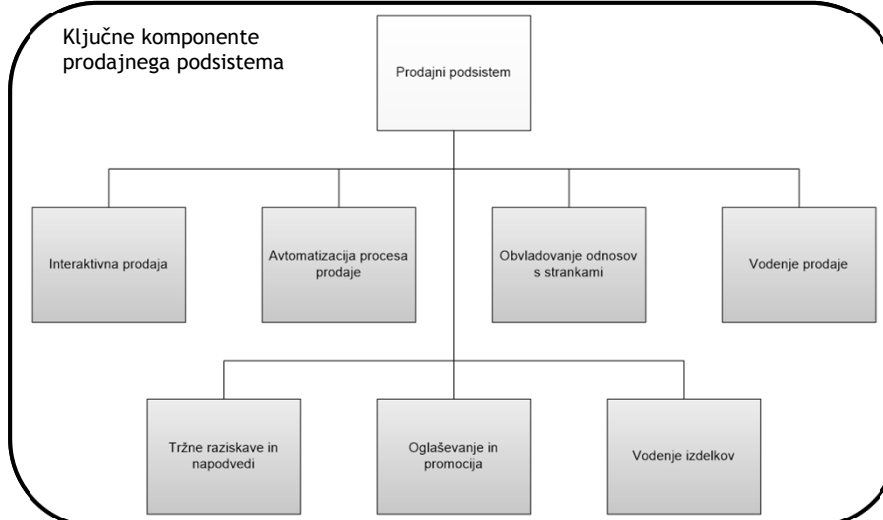 Ključne komponente
prodajnega podsistema
Prodajni podsistem
Interaktivna prodaja
Avtomatizacija procesa
prodaje
Obvladovanje odnosov
s strankami
Vodenje prodaje
Tržne raziskave in
napodvedi
Oglaševanje in
promocija
Vodenje izdelkov